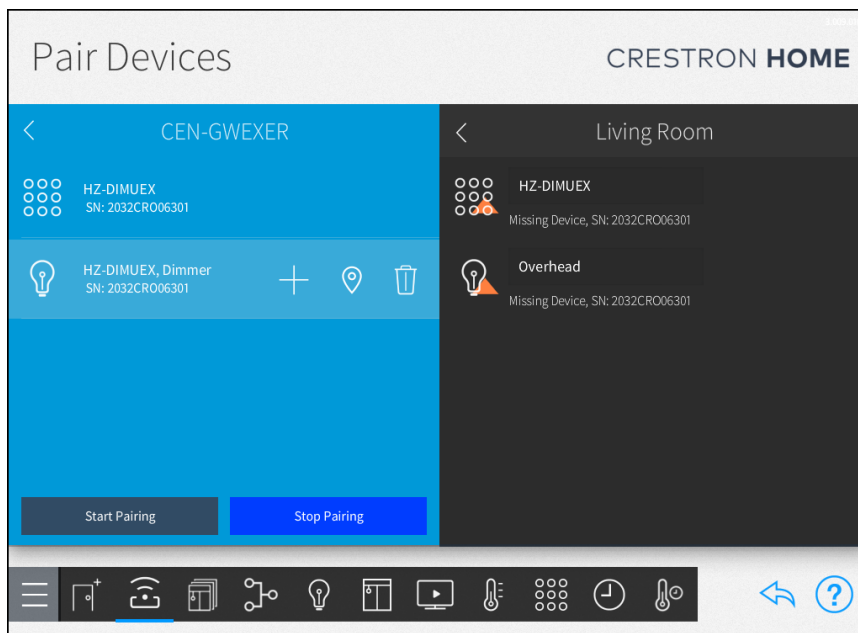 Pair Devices
CRESTRON HOME
CEN-GWEXER
Living Room
HZ-DIMUEX
SN: 2032CRO06301
HZ-DIMUEX
Missing Device, SN: 2032CRO06301
HZ-DIMUEX, Dimmer
SN: 2032CRO06301
Overhead
Missing Device, SN: 2032CRO06301
Start Pairing
Stop Pairing
?